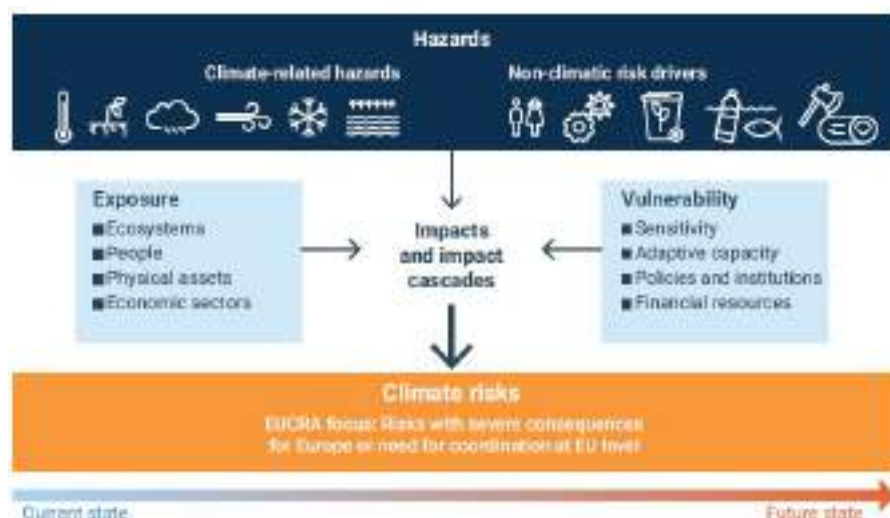 Hazards
Climate-related hazards
Non-climatic risk drivers
Exposure
Ecosystems
People
Physical assets
Economic sectors
Impacts
and impact
cascades
Vulnerability
Sensitivity
Adaptive capacity
Policies and institutions
Financial resources
Climate risks
EUCRA focus: Risks with severe consequences
for Europe or need for coordination at EU level
Current state
Future state